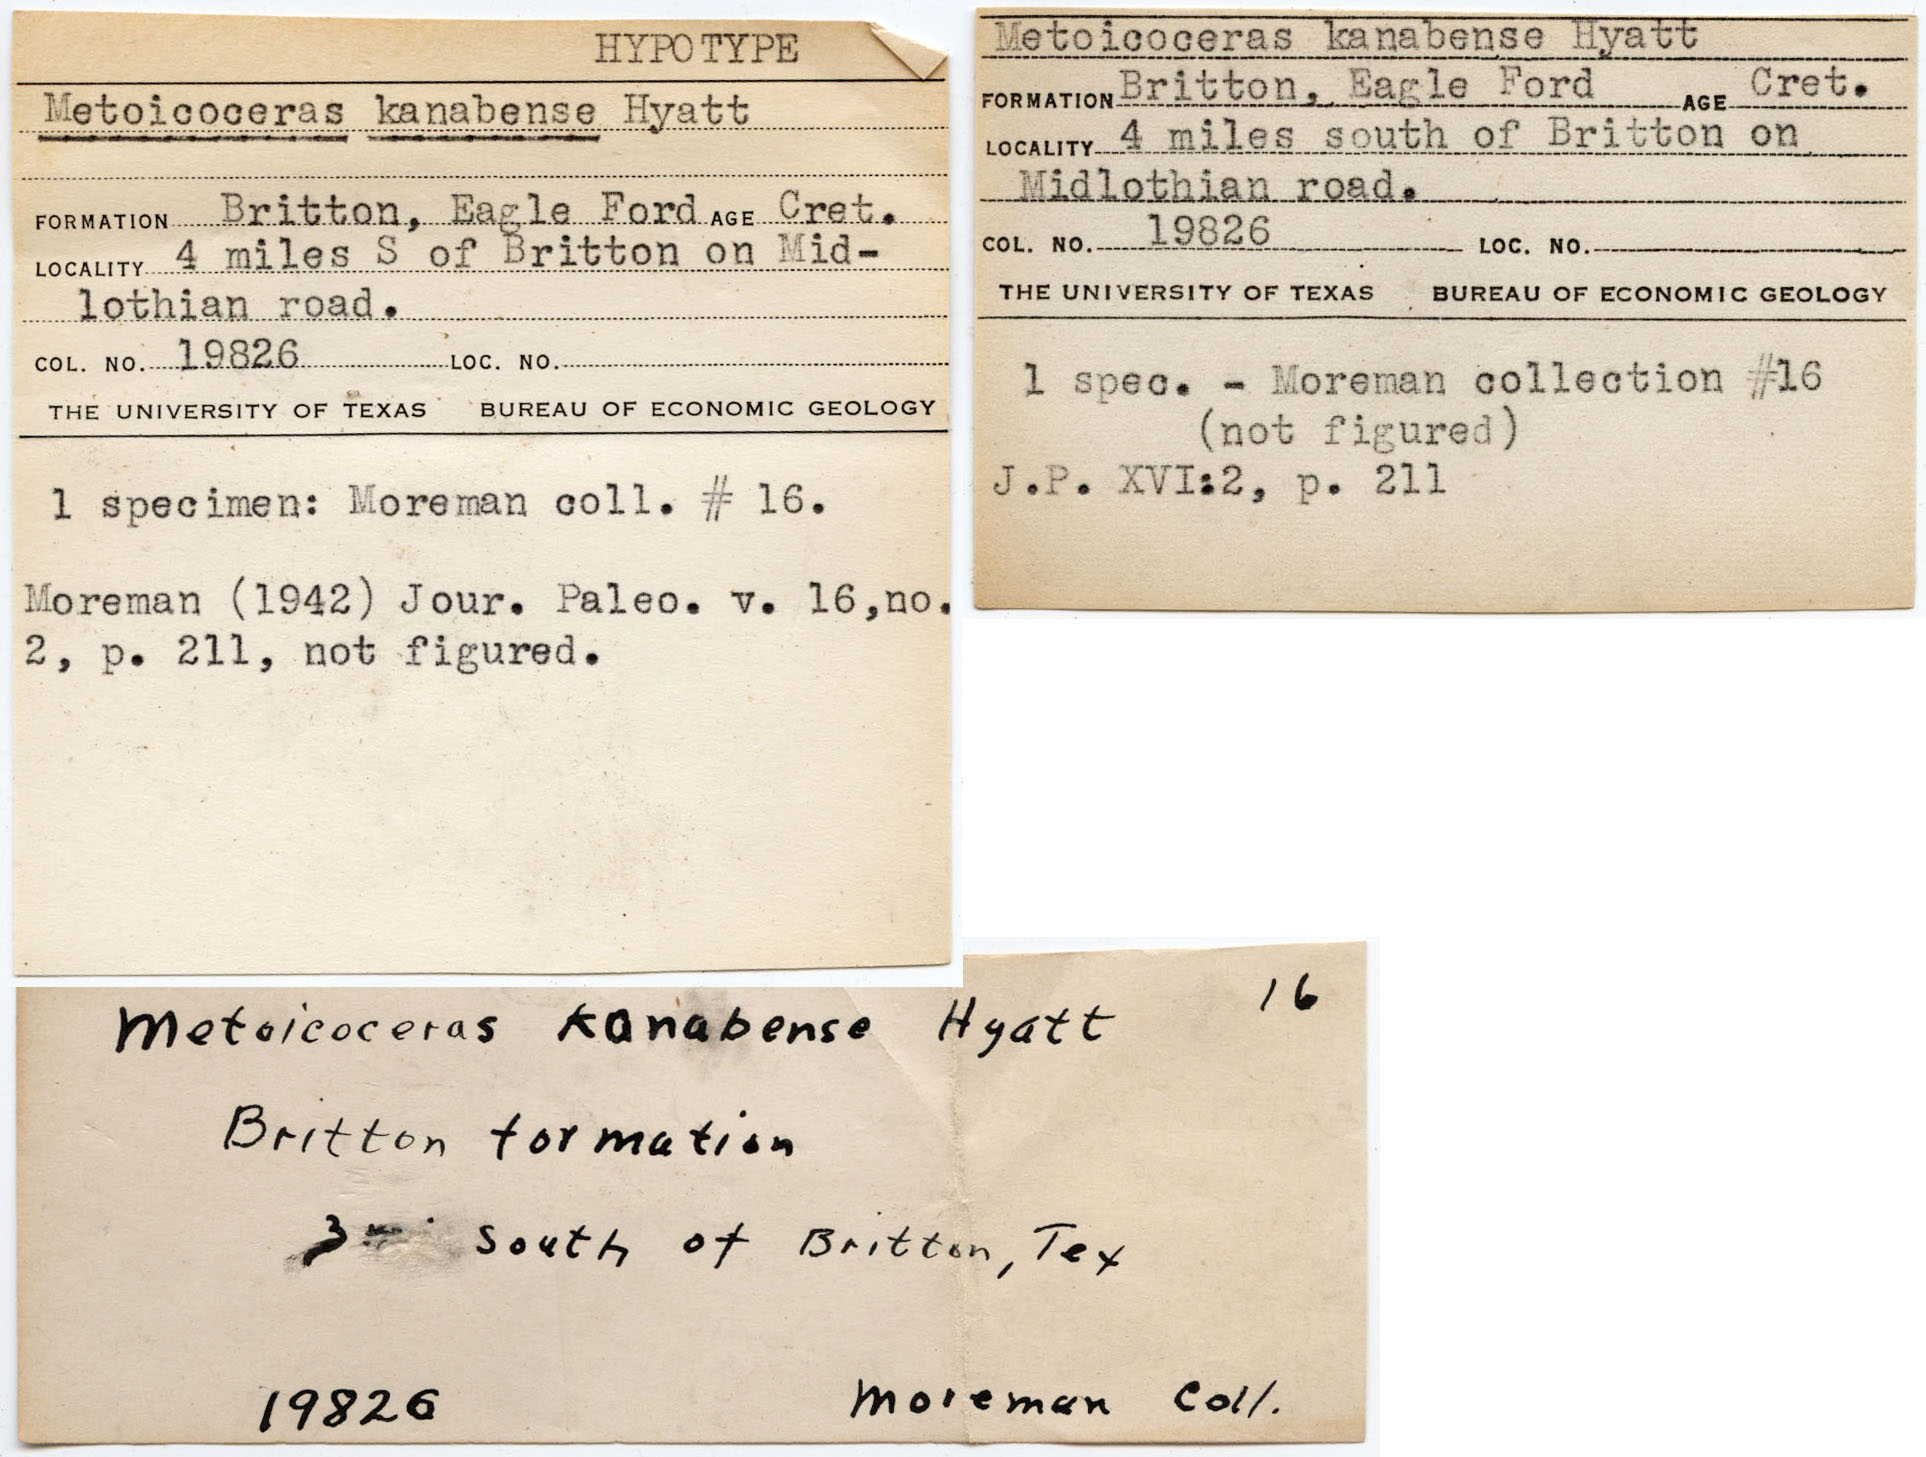 HYPOTYPE
Metoicoceras kanabense Hyatt
FORMATION Britton, Eagle Ford AGE Cret.
LOCALITY 4 miles S of Britton on Mid-
lothian road.
COL. NO. 19826 LOC. NO.
THE UNIVERSITY OF TEXAS BUREAU OF ECONOMIC GEOLOGY
1 specimen: Moreman coll. # 16.
Moreman (1942) Jour. Paleo. v. 16,no.
2, p. 211, not figured.
Metoicoceras kanabense Hyatt
FORMATION Britton, Eagle Ford AGE Cret.
LOCALITY 4 miles south of Britton on
Midlothian road.
COL. NO. 19826 LOC. NO.
THE UNIVERSITY OF TEXAS BUREAU OF ECONOMIC GEOLOGY
1 spec. - Moreman collection #16
(not figured)
J.P. XVI:2, p. 211
16
Metoicoceras kanabense Hyatt
Britton formation
3 South of Britton, Tex
19826 Moreman Coll.